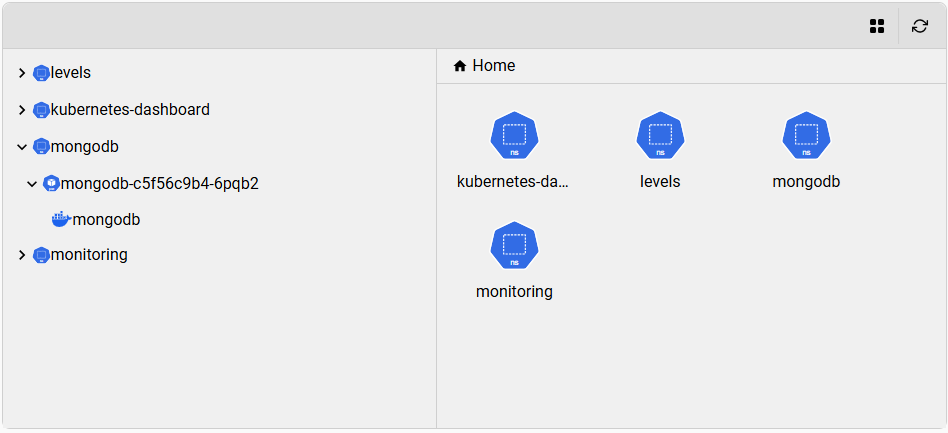 levels
kubernetes-dashboard
mongodb
mongodb-c5f56c9b4-6pqb2
mongodb
monitoring
Home
ns
ns
ns
kubernetes-da...
levels
mongodb
ns
monitoring